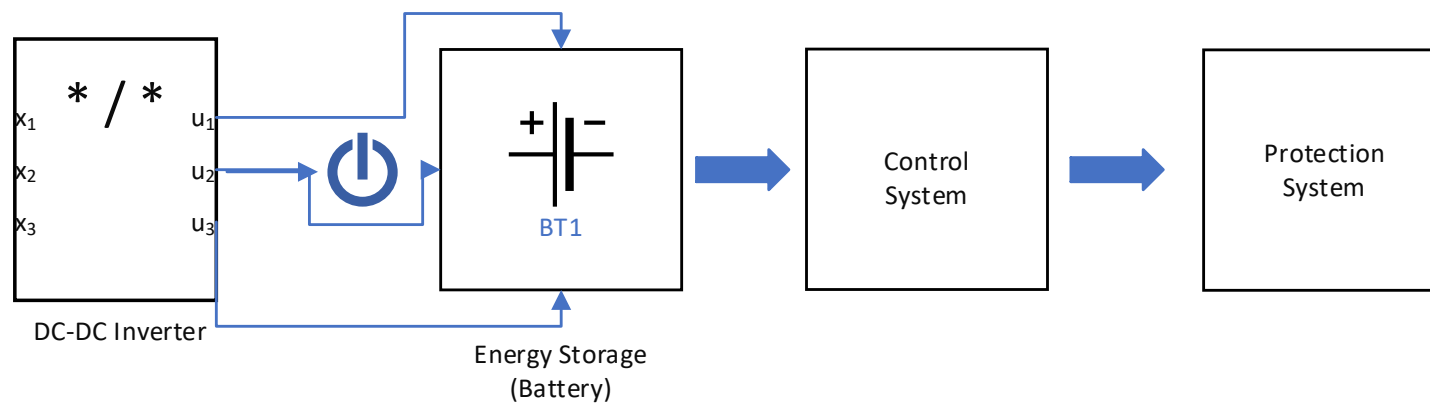 * / *
x₁
u₁
x₂
u₂
x₃
u₃
DC-DC Inverter
+
−
BT1
Energy Storage
(Battery)
Control
System
Protection
System